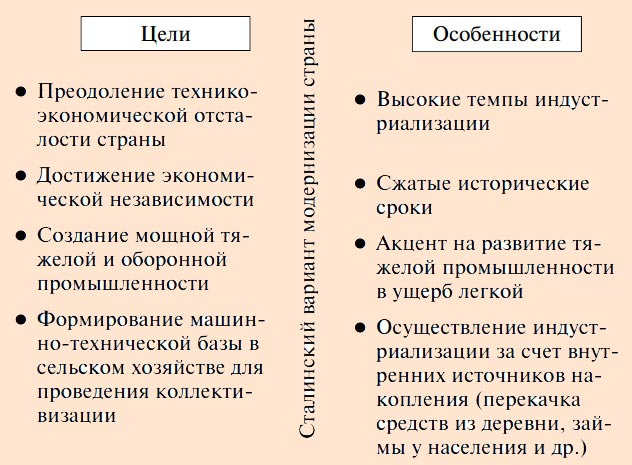 Цели
Преодоление технико-
экономической отста-
лости страны
Достижение экономи-
ческой независимости
Создание мощной тя-
желой и оборонной
промышленности
Формирование машин-
но-технической базы в
сельском хозяйстве для
проведения коллекти-
визации
Сталинский вариант модернизации страны
Особенности
Высокие темпы индуст-
риализации
Сжатые исторические
сроки
Акцент на развитие тя-
желой промышленности
в ущерб легкой
Осуществление индуст-
риализации за счет внут-
ренних источников на-
копления (перекачка
средств из деревни, зай-
мы у населения и др.)